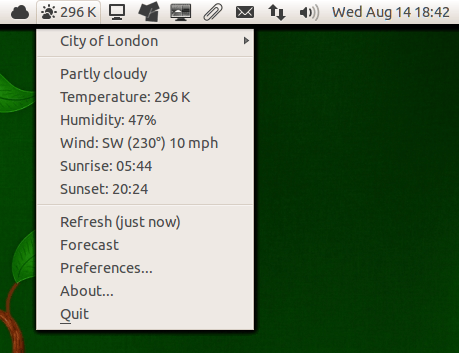 296 K
Wed Aug 14 18:42
City of London
Partly cloudy
Temperature: 296 K
Humidity: 47%
Wind: SW (230°) 10 mph
Sunrise: 05:44
Sunset: 20:24
Refresh (just now)
Forecast
Preferences...
About...
Quit